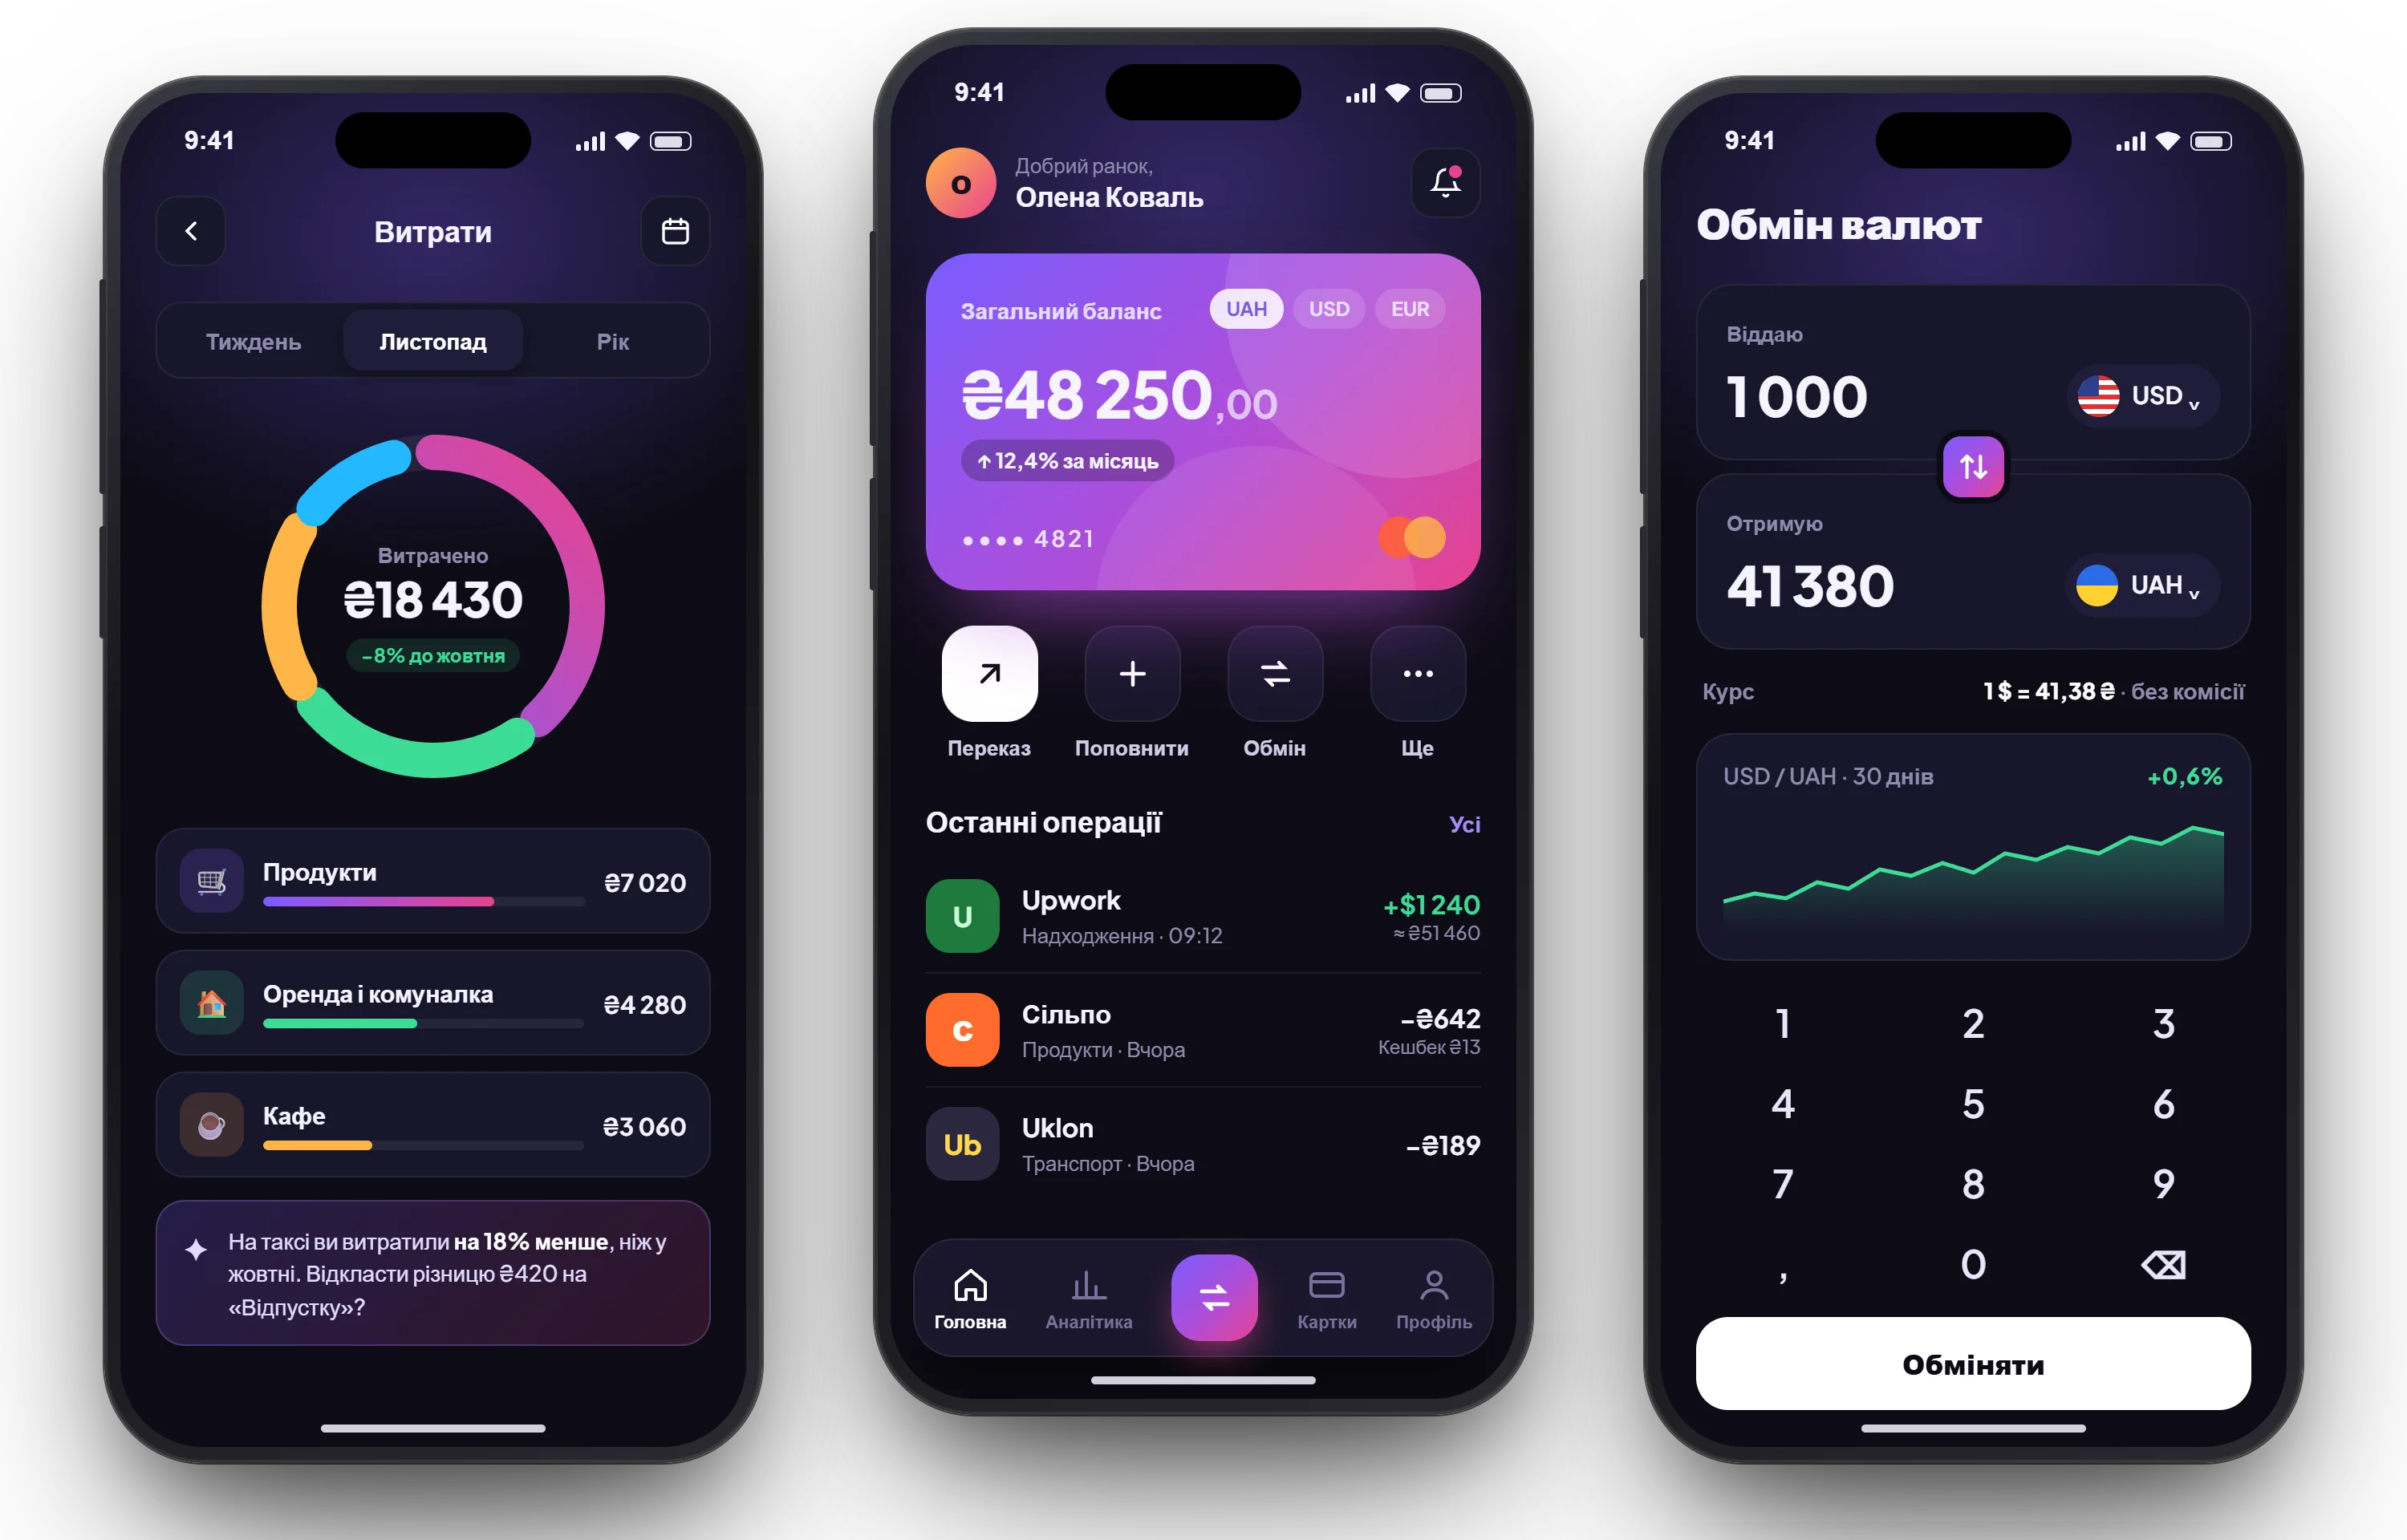 9:41
Витрати
Тиждень
Листопад
Рік
Витрачено
₴18 430
−8% до жовтня
Продукти
₴7 020
Оренда і комуналка
₴4 280
Кафе
₴3 060
На таксі ви витратили на 18% менше, ніж у
жовтні. Відкласти різницю ₴420 на
«Відпустку»?
9:41
О
Добрий ранок,
Олена Коваль
Загальний баланс
UAH
USD
EUR
₴48 250,00
↑ 12,4% за місяць
•••• 4821
Переказ
Поповнити
Обмін
Ще
Останні операції
Усі
U
Upwork
+$1 240
Надходження · 09:12
≈ ₴51 460
С
Сільпо
−₴642
Продукти · Вчора
Кешбек ₴13
Ub
Uklon
−₴189
Транспорт · Вчора
Головна
Аналітика
Картки
Профіль
9:41
Обмін валют
Віддаю
1 000
USD
Отримую
41 380
UAH
Курс
1 $ = 41,38 ₴ · без комісії
USD / UAH · 30 днів
+0,6%
1
2
3
4
5
6
7
8
9
,
0
⌫
Обміняти